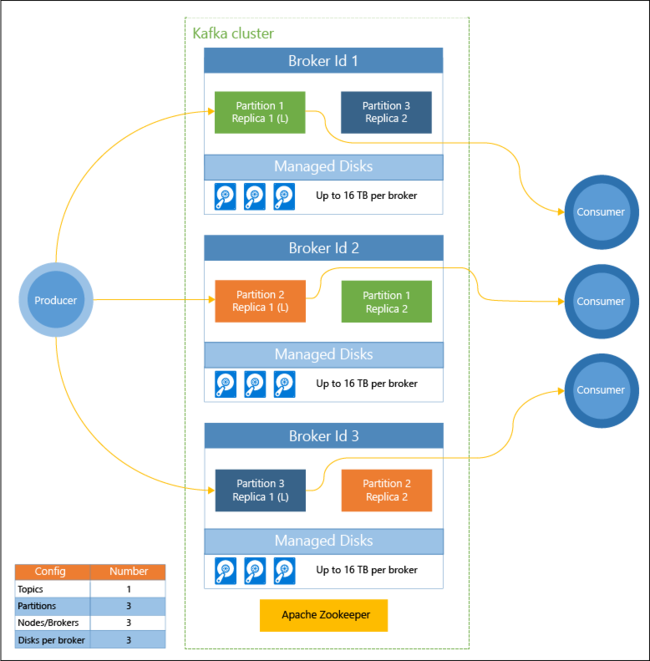 Kafka cluster
Broker Id 1
Partition 1
Replica 1 (L)
Partition 3
Replica 2
Managed Disks
Up to 16 TB per broker
Consumer
Broker Id 2
Producer
Partition 2
Replica 1 (L)
Partition 1
Replica 2
Consumer
Managed Disks
Up to 16 TB per broker
Consumer
Broker Id 3
Partition 3
Replica 1 (L)
Partition 2
Replica 2
Managed Disks
Up to 16 TB per broker
Config Number
Topics 1
Partitions 3
Nodes/Brokers 3
Disks per broker 3
Apache Zookeeper